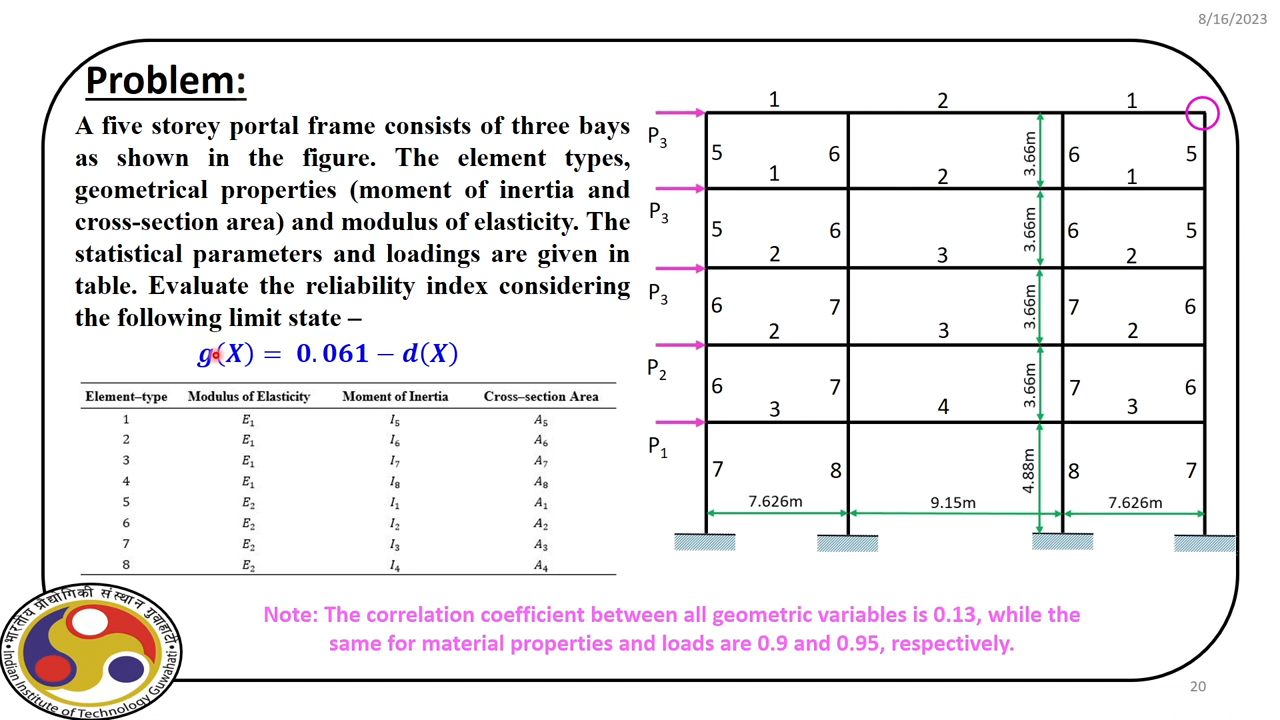 8/16/2023
Problem:
A five storey portal frame consists of three bays
as shown in the figure. The element types,
geometrical properties (moment of inertia and
cross-section area) and modulus of elasticity. The
statistical parameters and loadings are given in
table. Evaluate the reliability index considering
the following limit state –
g(X) = 0.061 − d(X)
Element–type Modulus of Elasticity Moment of Inertia Cross–section Area
1 E₁ I₅ A₅
2 E₁ I₆ A₆
3 E₁ I₇ A₇
4 E₁ I₈ A₈
5 E₂ I₁ A₁
6 E₂ I₂ A₂
7 E₂ I₃ A₃
8 E₂ I₄ A₄
1 2 1
P₃
5 6 3.66m 6 5
1 2 1
P₃
5 6 3.66m 6 5
2 3 2
P₃
6 7 3.66m 7 6
2 3 2
P₂
6 7 3.66m 7 6
3 4 3
P₁
7 8 4.88m 8 7
7.626m 9.15m 7.626m
Note: The correlation coefficient between all geometric variables is 0.13, while the
same for material properties and loads are 0.9 and 0.95, respectively.
भारतीय प्रौद्योगिकी संस्थान गुवाहाटी
Indian Institute of Technology Guwahati
20